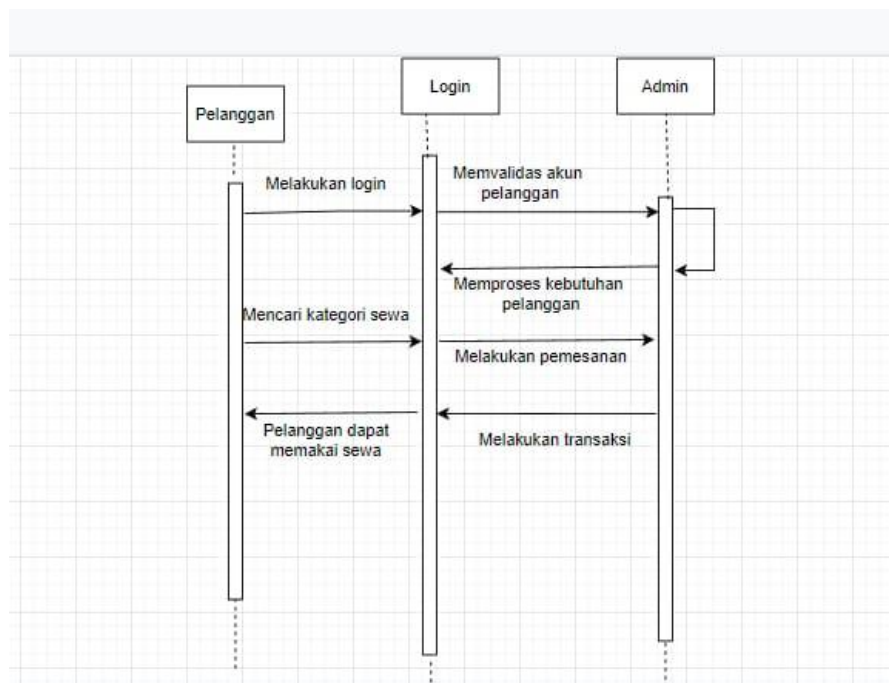 Pelanggan
Login
Admin
Melakukan login
Memvalidas akun
pelanggan
Memproses kebutuhan
pelanggan
Mencari kategori sewa
Melakukan pemesanan
Pelanggan dapat
memakai sewa
Melakukan transaksi